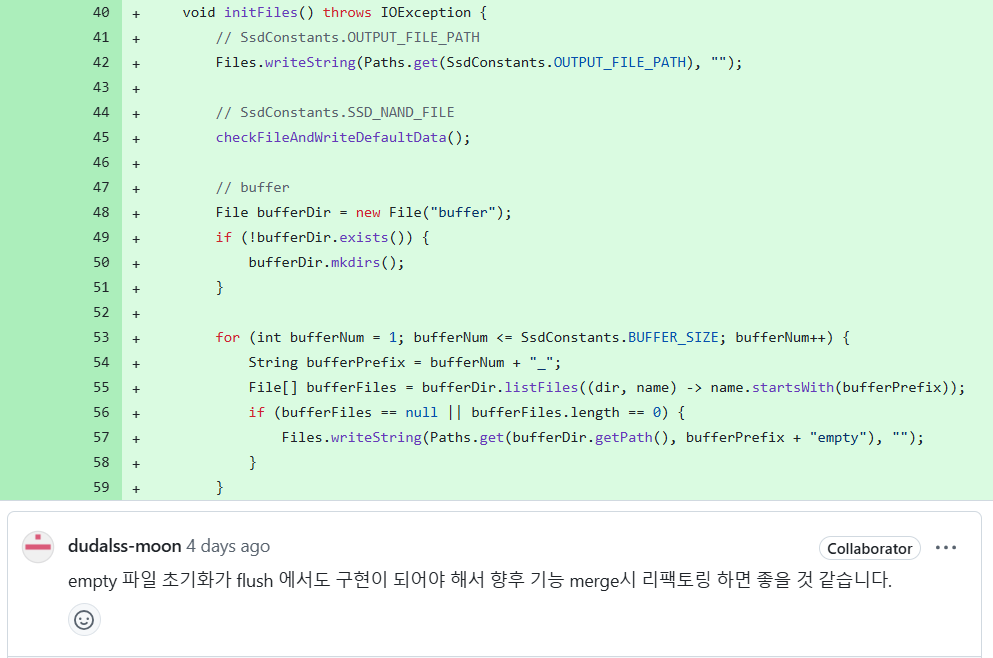 40 + void initFiles() throws IOException {
41 + // SsdConstants.OUTPUT_FILE_PATH
42 + Files.writeString(Paths.get(SsdConstants.OUTPUT_FILE_PATH), "");
43 +
44 + // SsdConstants.SSD_NAND_FILE
45 + checkFileAndWriteDefaultData();
46 +
47 + // buffer
48 + File bufferDir = new File("buffer");
49 + if (!bufferDir.exists()) {
50 + bufferDir.mkdirs();
51 + }
52 +
53 + for (int bufferNum = 1; bufferNum <= SsdConstants.BUFFER_SIZE; bufferNum++) {
54 + String bufferPrefix = bufferNum + "_";
55 + File[] bufferFiles = bufferDir.listFiles((dir, name) -> name.startsWith(bufferPrefix));
56 + if (bufferFiles == null || bufferFiles.length == 0) {
57 + Files.writeString(Paths.get(bufferDir.getPath(), bufferPrefix + "empty"), "");
58 + }
59 + }
dudalss-moon 4 days ago Collaborator ...
empty 파일 초기화가 flush 에서도 구현이 되어야 해서 향후 기능 merge시 리팩토링 하면 좋을 것 같습니다.